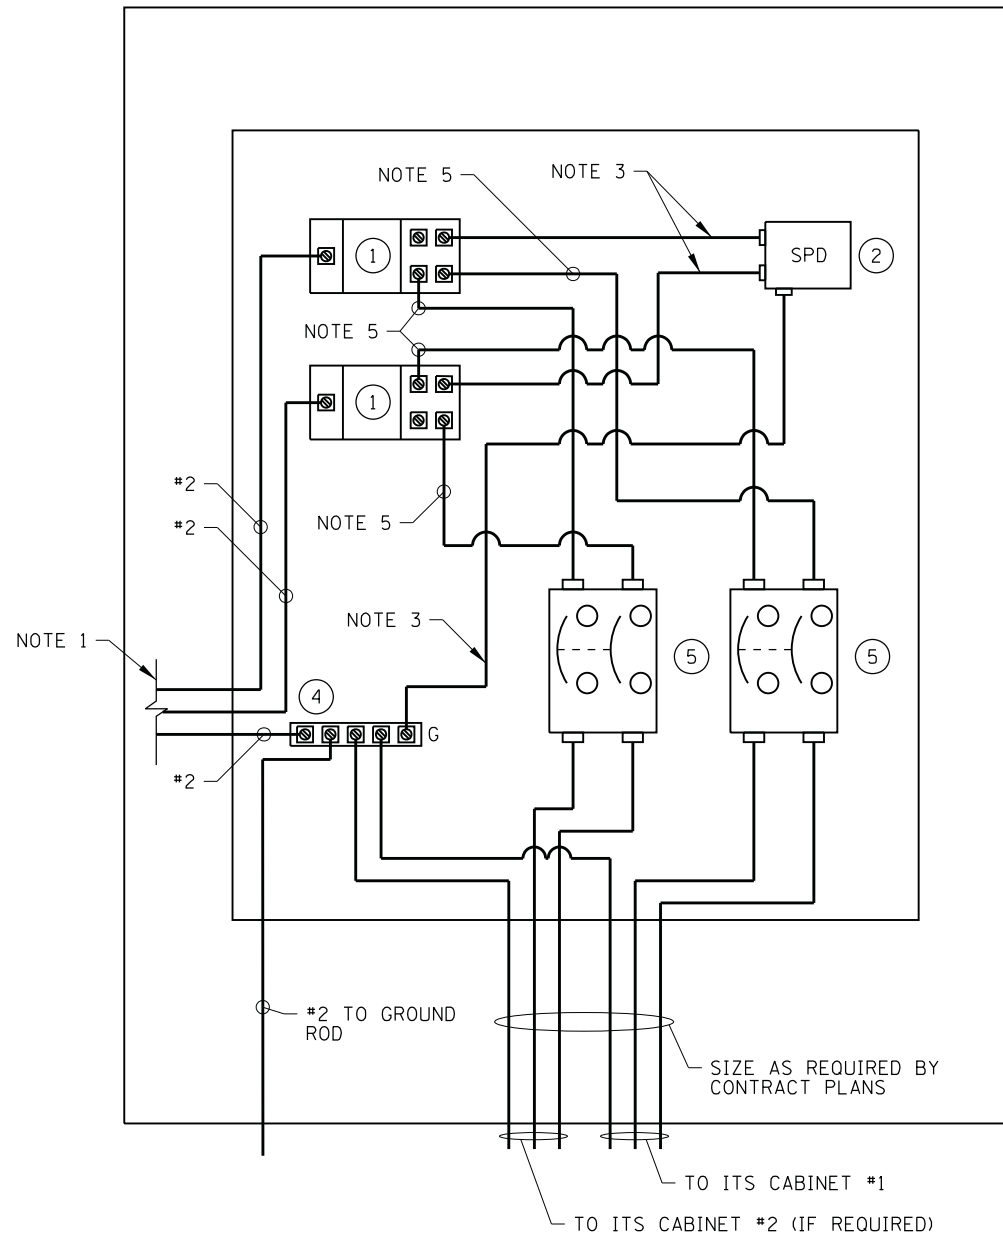 NOTE 5
NOTE 3
1
SPD
2
NOTE 5
1
#2
#2
NOTE 5
NOTE 3
NOTE 1
5
5
4
G
#2
#2 TO GROUND
ROD
SIZE AS REQUIRED BY
CONTRACT PLANS
TO ITS CABINET #1
TO ITS CABINET #2 (IF REQUIRED)